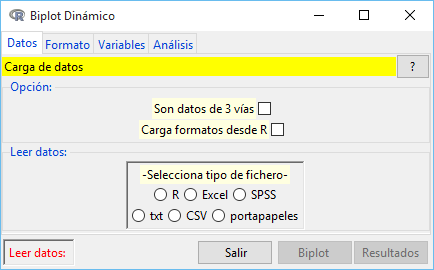 Biplot Dinámico
Datos Formato Variables Análisis
Carga de datos ?
Opción:
Son datos de 3 vías
Carga formatos desde R
Leer datos:
-Selecciona tipo de fichero-
R Excel SPSS
txt CSV portapapeles
Leer datos: Salir Biplot Resultados